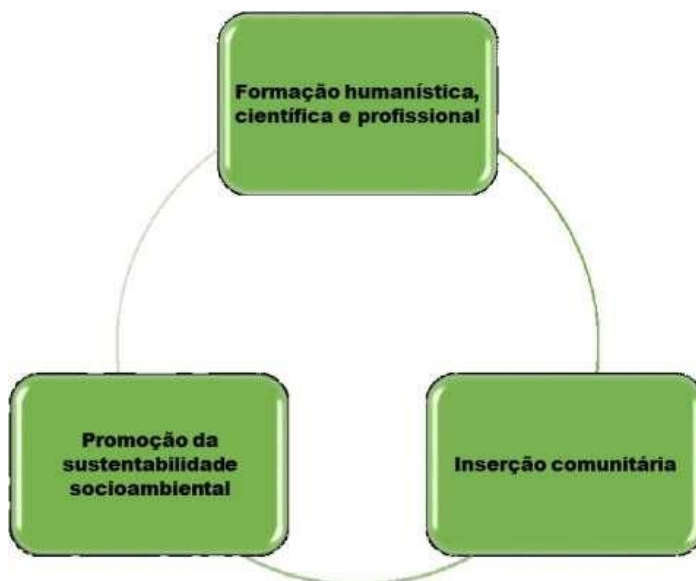 Formação humanística,
científica e profissional
Promoção da
sustentabilidade
socioambiental
Inserção comunitária